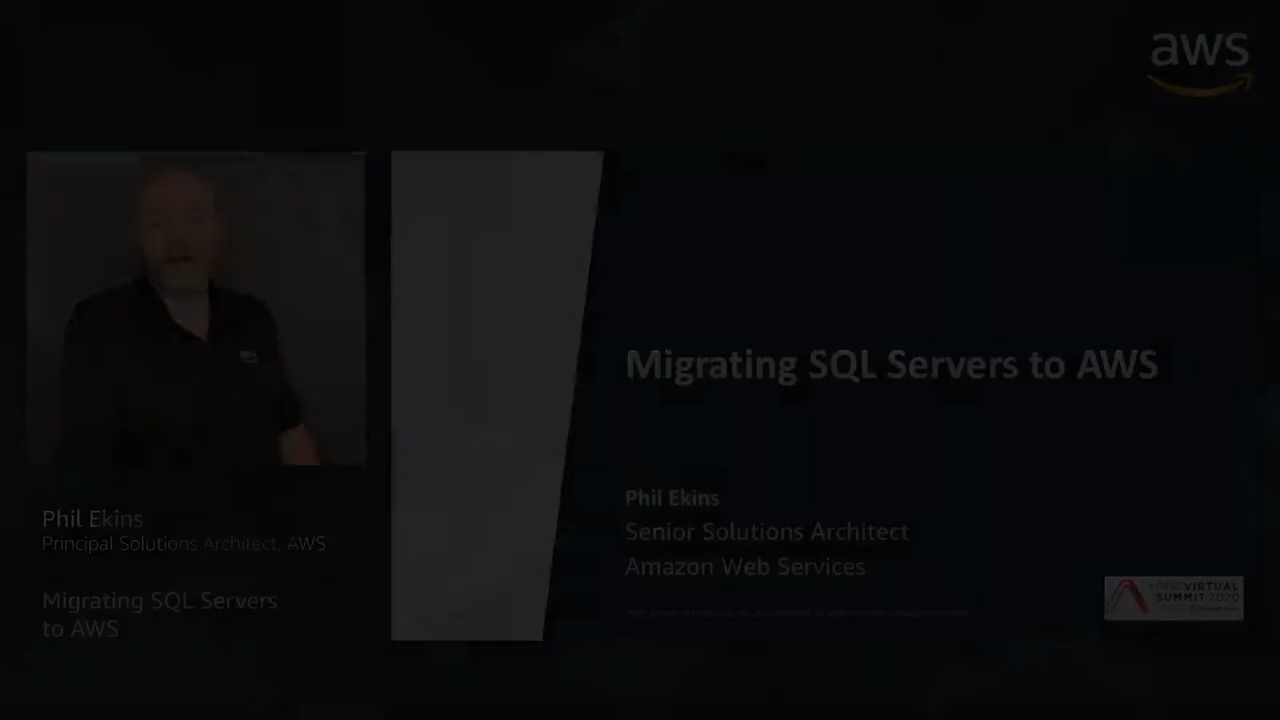 aws
Phil Ekins
Principal Solutions Architect, AWS
Migrating SQL Servers
to AWS
Migrating SQL Servers to AWS
Phil Ekins
Senior Solutions Architect
Amazon Web Services
VIRTUAL
SUMMIT 2020